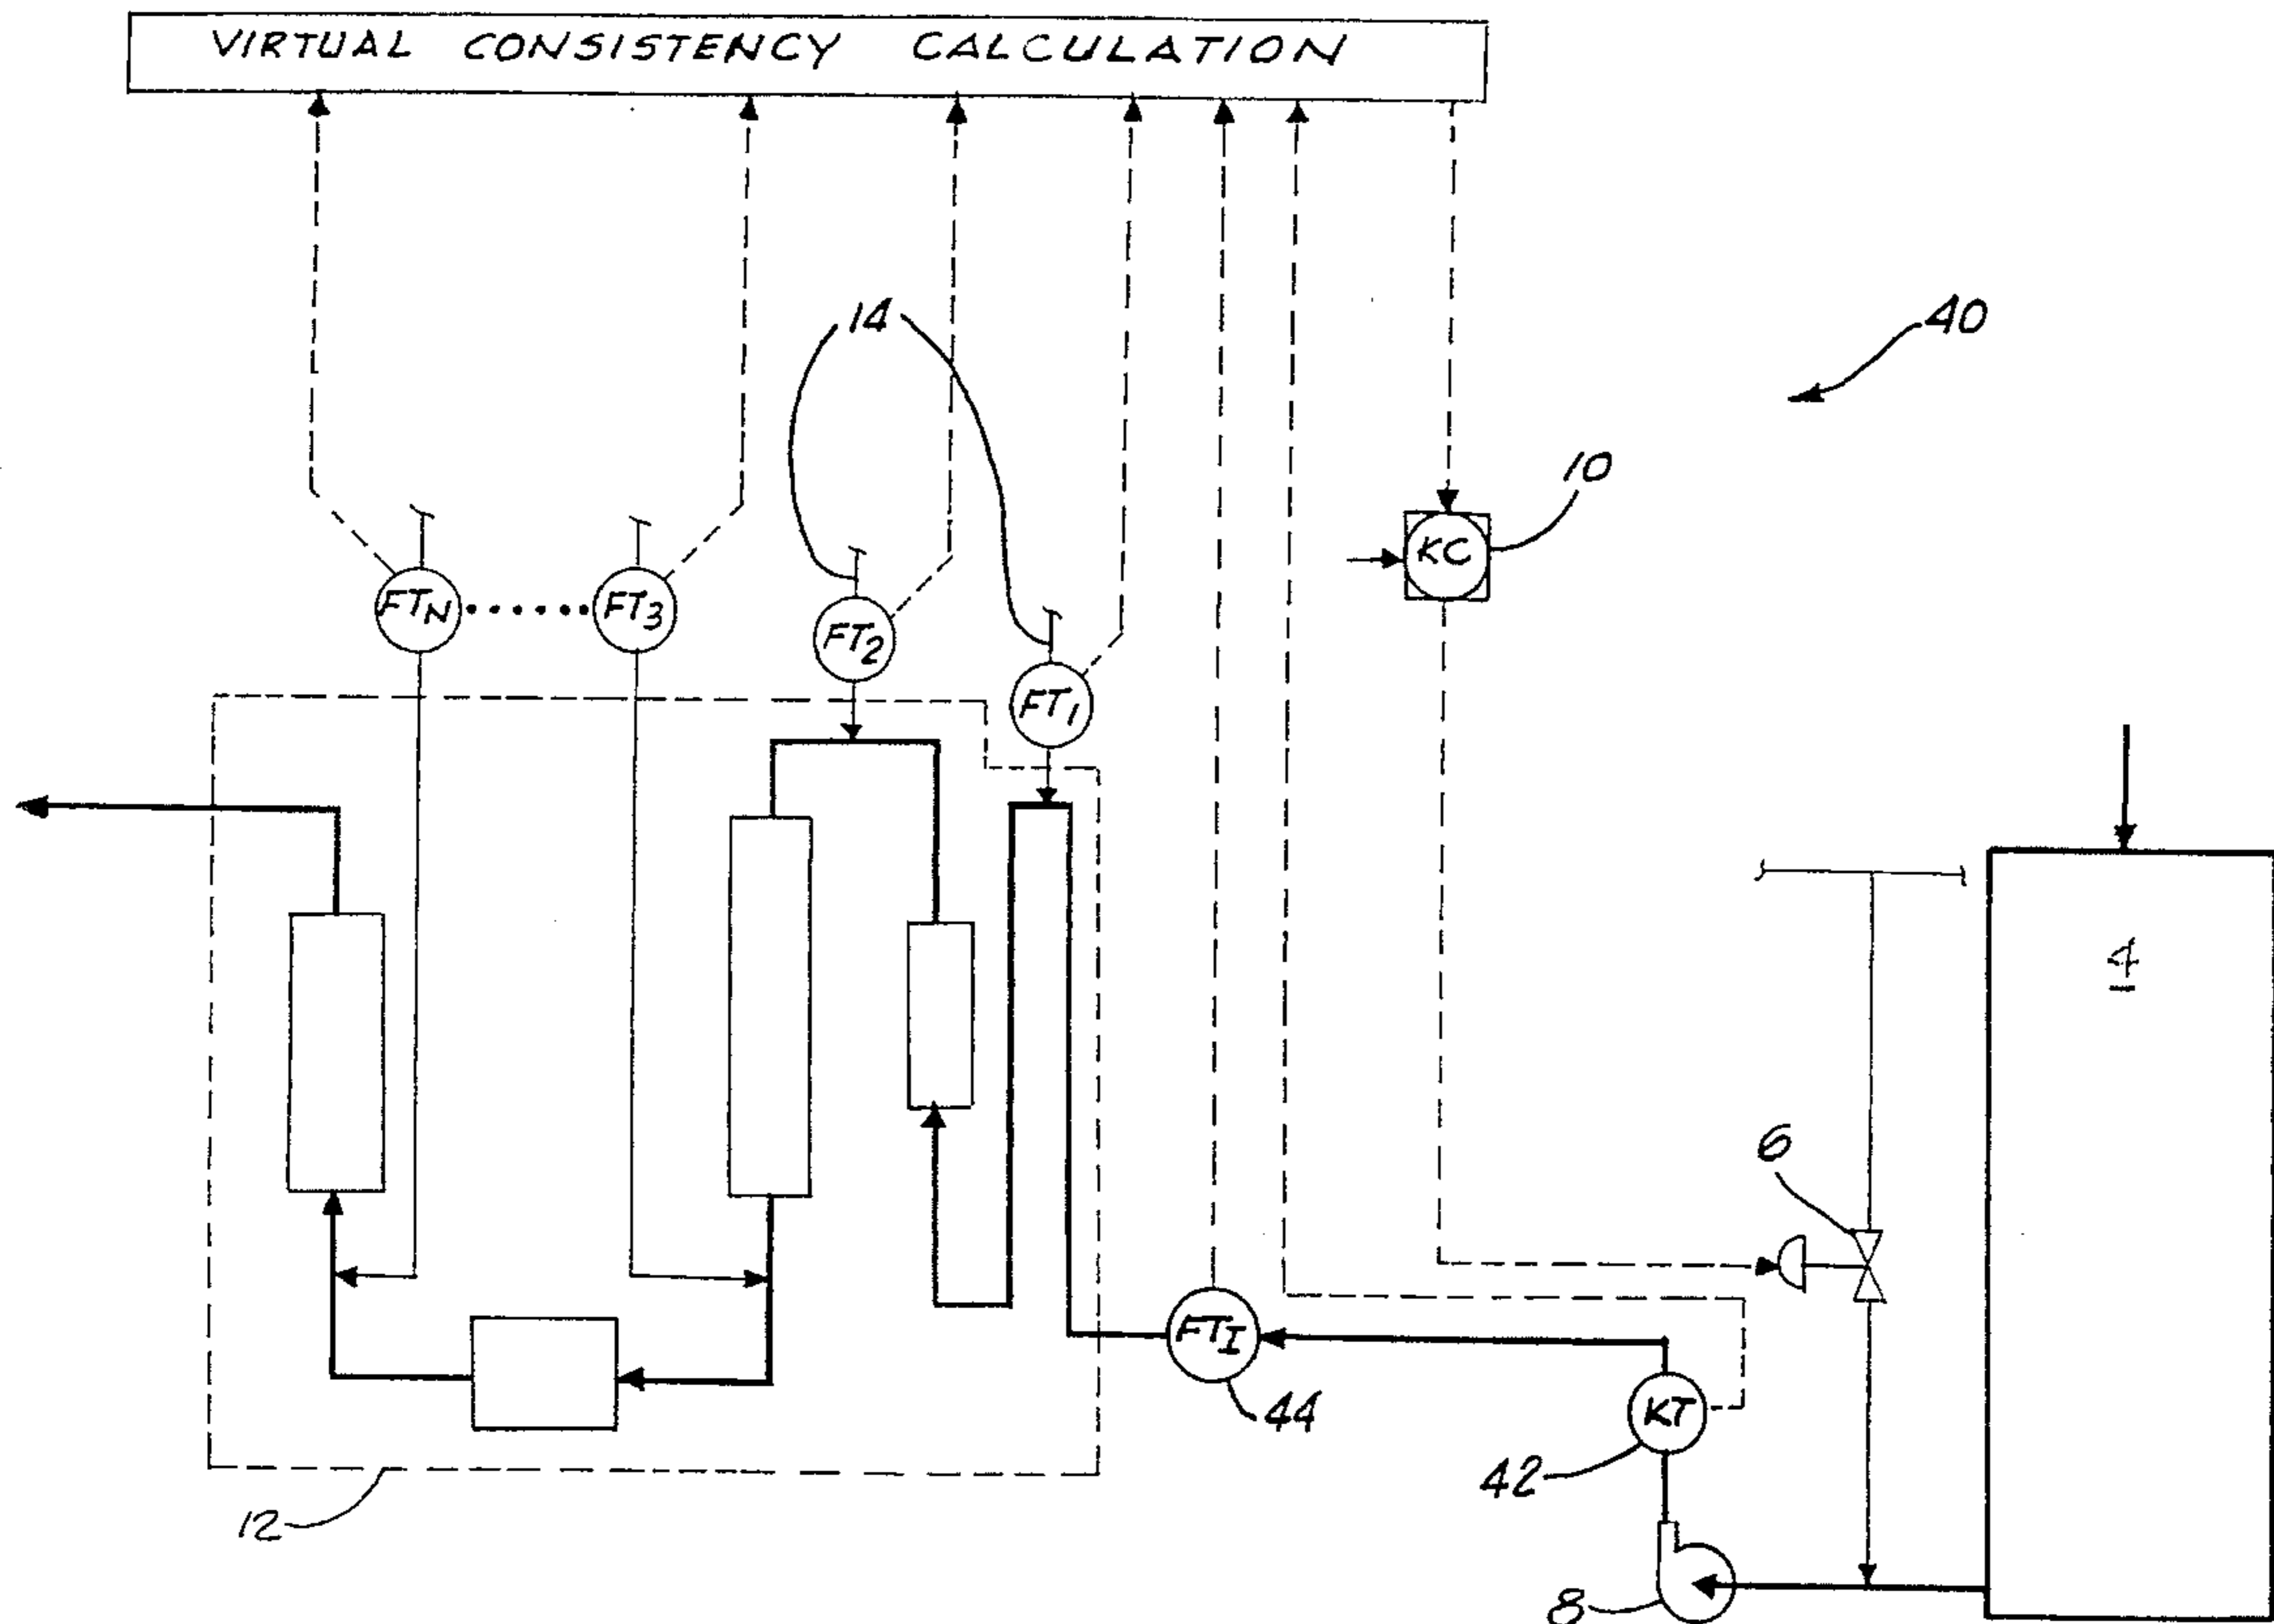 VIRTUAL CONSISTENCY CALCULATION
14
40
10
KC
FTN
FT3
FT2
FT1
4
6
FTI
44
KT
42
12
8